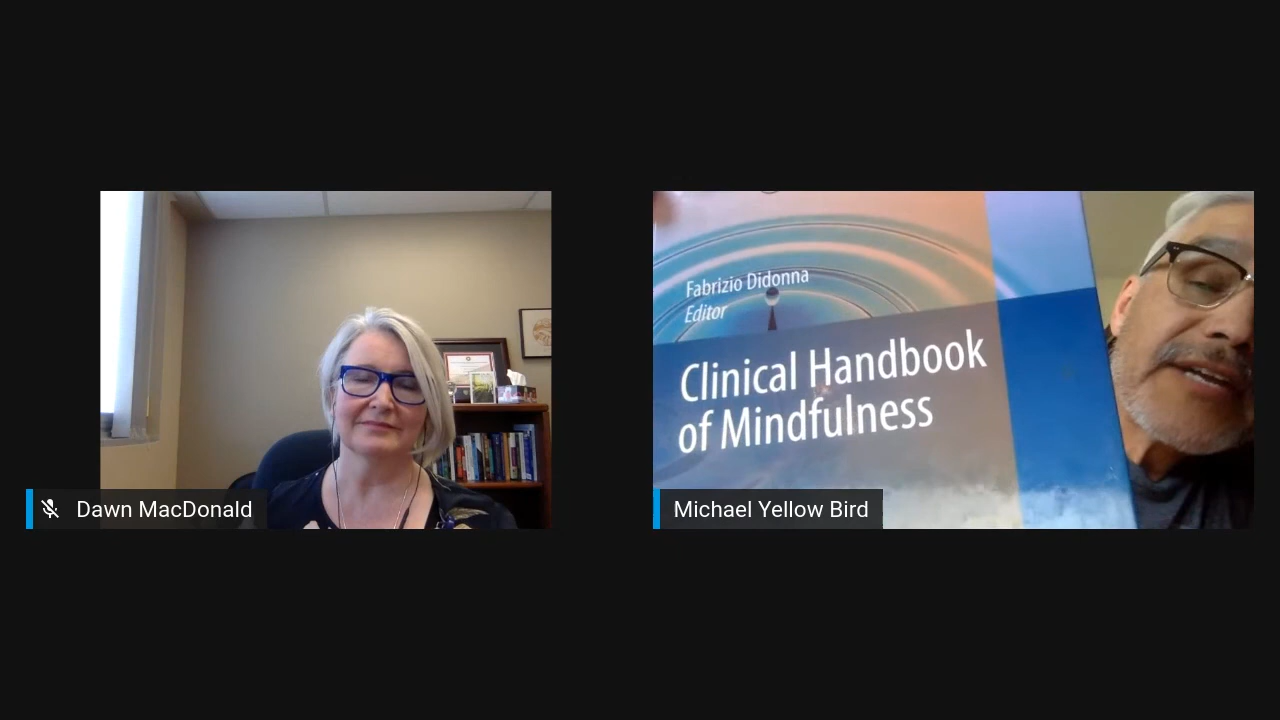 Fabrizio Didonna
Editor
Clinical Handbook
of Mindfulness
Dawn MacDonald
Michael Yellow Bird